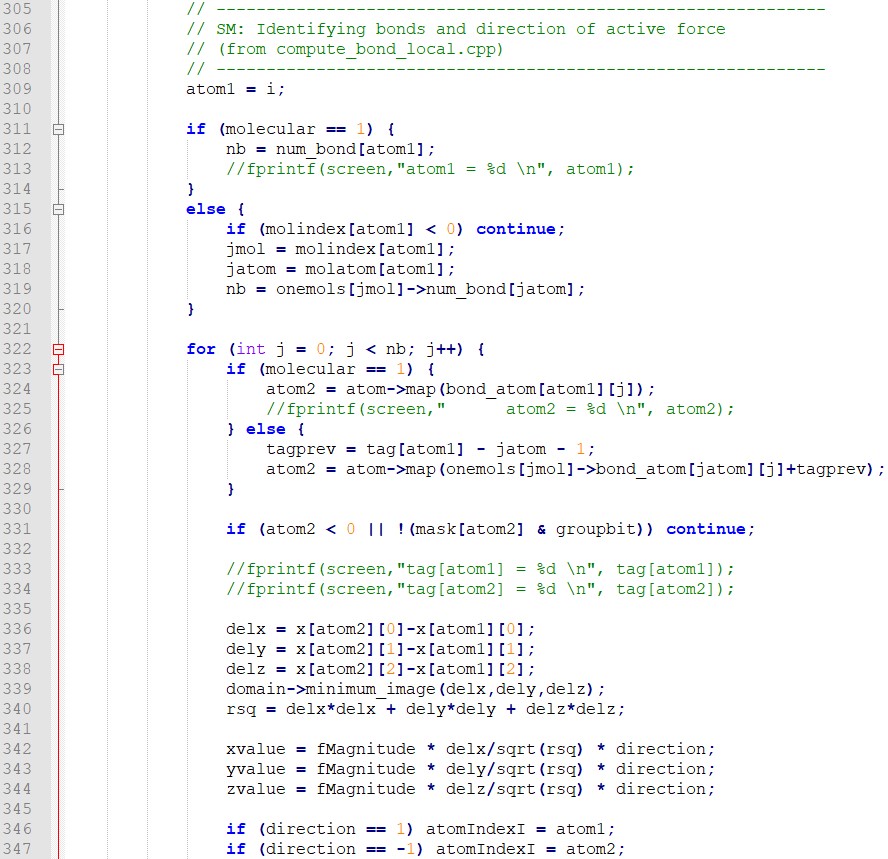 305 // -------------------------------------------------------------
306 // SM: Identifying bonds and direction of active force
307 // (from compute_bond_local.cpp)
308 // -------------------------------------------------------------
309 atom1 = i;
310
311 if (molecular == 1) {
312 nb = num_bond[atom1];
313 //fprintf(screen,"atom1 = %d \n", atom1);
314 }
315 else {
316 if (molindex[atom1] < 0) continue;
317 jmol = molindex[atom1];
318 jatom = molatom[atom1];
319 nb = onemols[jmol]->num_bond[jatom];
320 }
321
322 for (int j = 0; j < nb; j++) {
323 if (molecular == 1) {
324 atom2 = atom->map(bond_atom[atom1][j]);
325 //fprintf(screen,"      atom2 = %d \n", atom2);
326 } else {
327 tagprev = tag[atom1] - jatom - 1;
328 atom2 = atom->map(onemols[jmol]->bond_atom[jatom][j]+tagprev);
329 }
330
331 if (atom2 < 0 || !(mask[atom2] & groupbit)) continue;
332
333 //fprintf(screen,"tag[atom1] = %d \n", tag[atom1]);
334 //fprintf(screen,"tag[atom2] = %d \n", tag[atom2]);
335
336 delx = x[atom2][0]-x[atom1][0];
337 dely = x[atom2][1]-x[atom1][1];
338 delz = x[atom2][2]-x[atom1][2];
339 domain->minimum_image(delx,dely,delz);
340 rsq = delx*delx + dely*dely + delz*delz;
341
342 xvalue = fMagnitude * delx/sqrt(rsq) * direction;
343 yvalue = fMagnitude * dely/sqrt(rsq) * direction;
344 zvalue = fMagnitude * delz/sqrt(rsq) * direction;
345
346 if (direction == 1) atomIndexI = atom1;
347 if (direction == -1) atomIndexI = atom2;